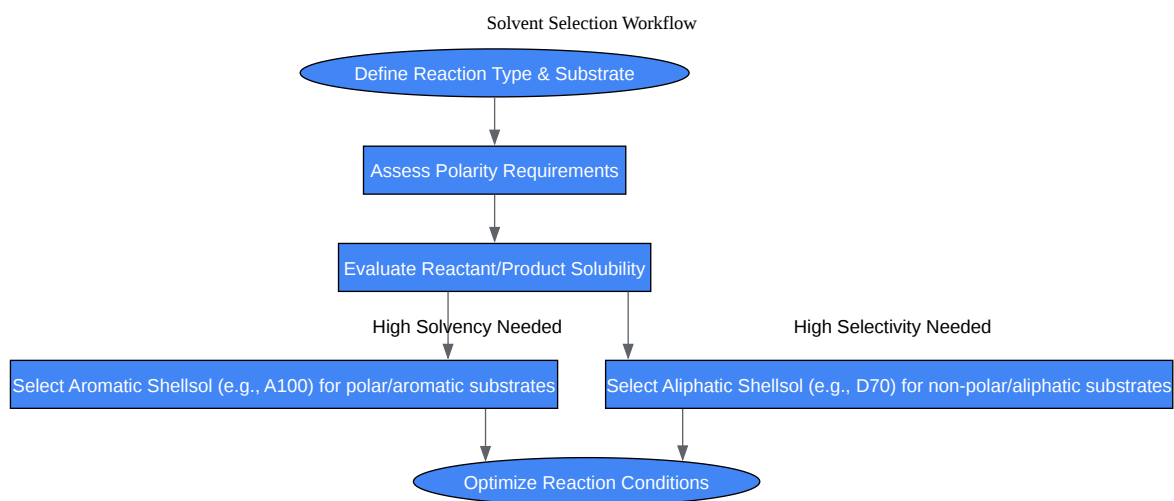 Solvent Selection Workflow
Define Reaction Type & Substrate
Assess Polarity Requirements
Evaluate Reactant/Product Solubility
High Solvency Needed
High Selectivity Needed
Select Aromatic Shellsol (e.g., A100) for polar/aromatic substrates
Select Aliphatic Shellsol (e.g., D70) for non-polar/aliphatic substrates
Optimize Reaction Conditions